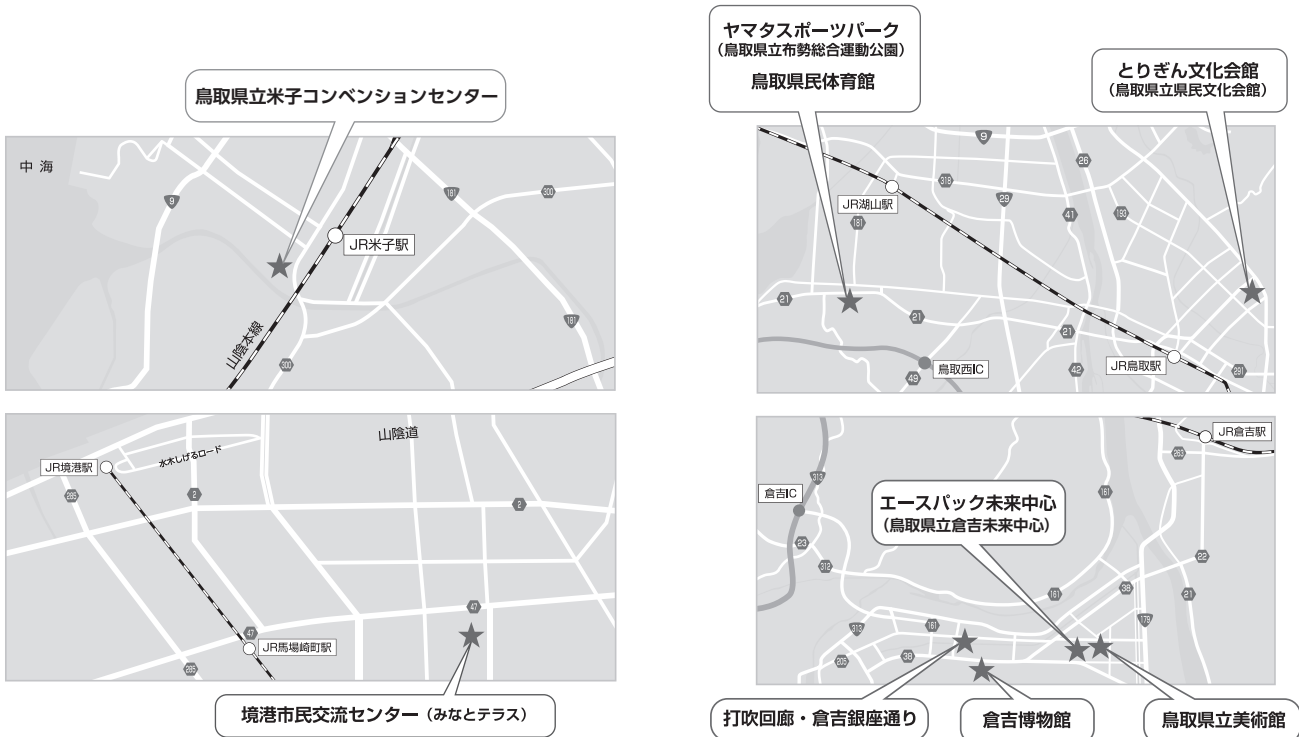 鳥取県立米子コンベンションセンター
中 海
9
181
300
JR米子駅
山陰本線
300
181
ヤマタスポーツパーク
(鳥取県立布勢総合運動公園)
鳥取県民体育館
とりぎん文化会館
(鳥取県立県民文化会館)
9
26
318
JR湖山駅
29
181
41
193
21
21
21
JR鳥取駅
鳥取西IC
49
42
291
山陰道
水木しげるロード
JR境港駅
285
2
2
47
47
JR馬場崎町駅
285
境港市民交流センター(みなとテラス)
JR倉吉駅
263
313
倉吉IC
161
エースパック未来中心
(鳥取県立倉吉未来中心)
23
312
22
38
161
21
179
313
161
205
38
打吹回廊・倉吉銀座通り
倉吉博物館
鳥取県立美術館